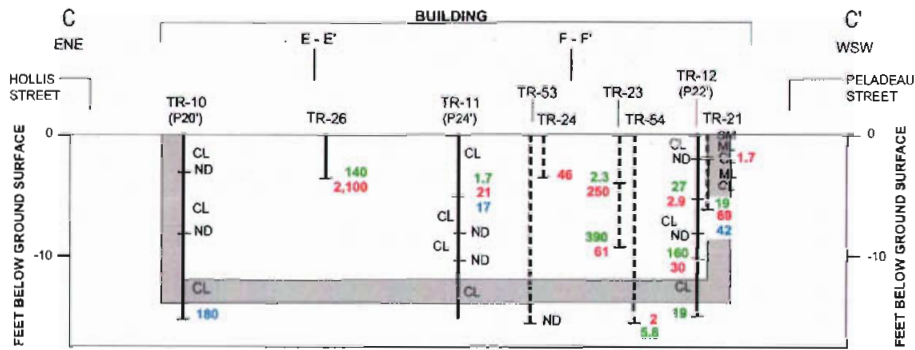 C
BUILDING
C'
ENE
E - E'
F - F'
WSW
HOLLIS STREET
PELADEAU STREET
TR-10 (P20')
TR-26
TR-11 (P24')
TR-53
TR-24
TR-23
TR-54
TR-12 (P22')
TR-21
FEET BELOW GROUND SURFACE
0
-10
CL
ND
CL
ND
CL
180
140
2,100
CL
1.7
21
17
CL
ND
CL
ND
CL
46
ND
2.3
250
390
61
2
5.8
CL
ND
27
2.9
CL
ND
160
30
CL
19
SM
ML
CL
ML
CL
1.7
19
69
42
0
-10
FEET BELOW GROUND SURFACE